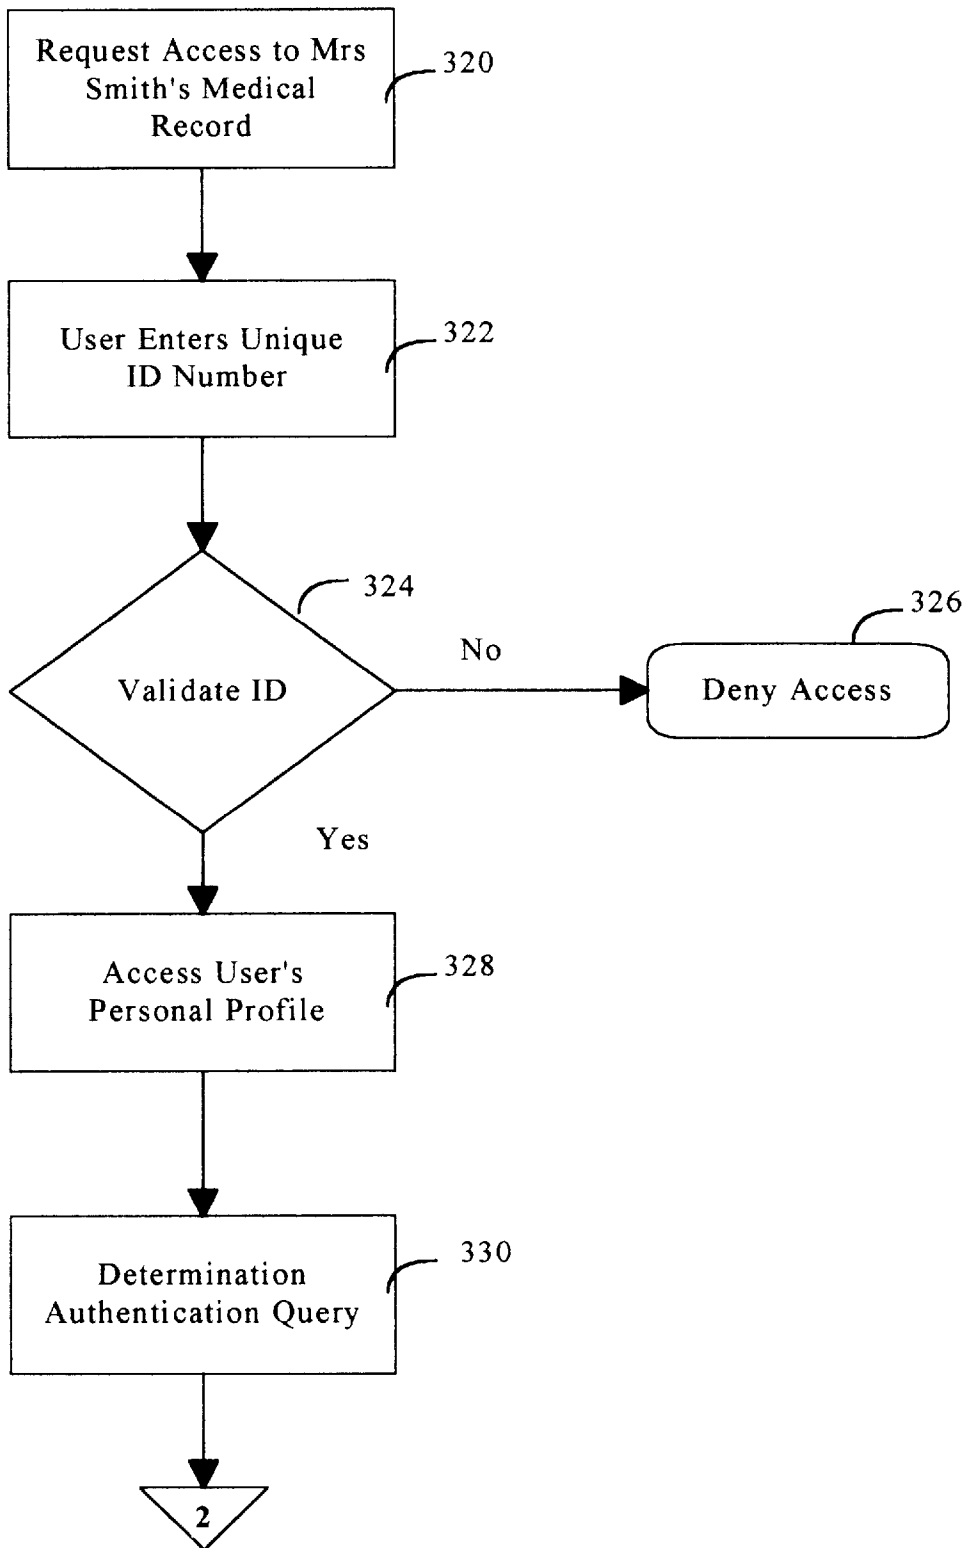 Request Access to Mrs
Smith's Medical
Record
320
User Enters Unique
ID Number
322
324
Validate ID
No
326
Deny Access
Yes
Access User's
Personal Profile
328
Determination
Authentication Query
330
2